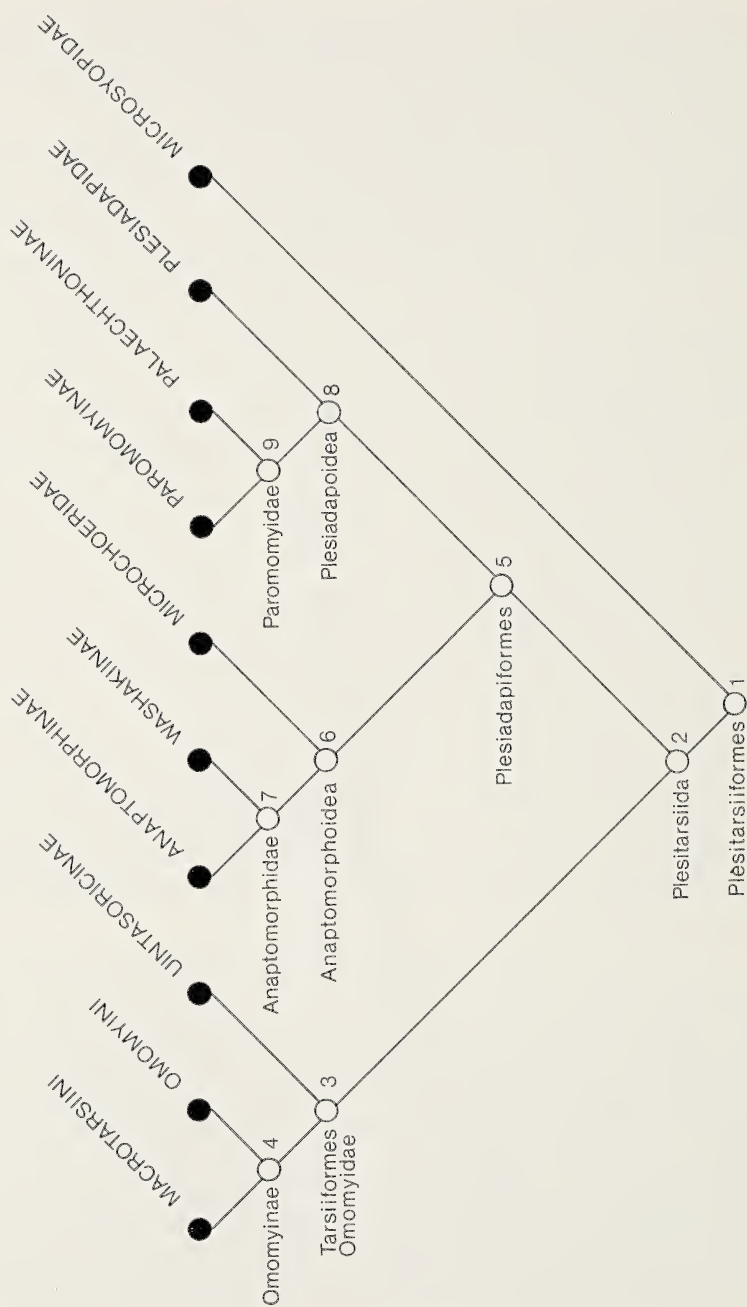 MACROTARSIINI
OMOMYINI
UINTASORICINAE
ANAPTOMORPHINAE
WASHAKIINAE
MICROCHOERIDAE
PAROMOMYINAE
PALAECHTHONINAE
PLESIADAPIDAE
MICROSYOPIDAE
4
Omomyinae
7
Anaptomorphidae
9
Paromomyidae
3
Tarsiiformes
Omomyidae
6
Anaptomorphoidea
8
Plesiadapoidea
5
Plesiadapiformes
2
Plesitarsiida
1
Plesitarsiiformes